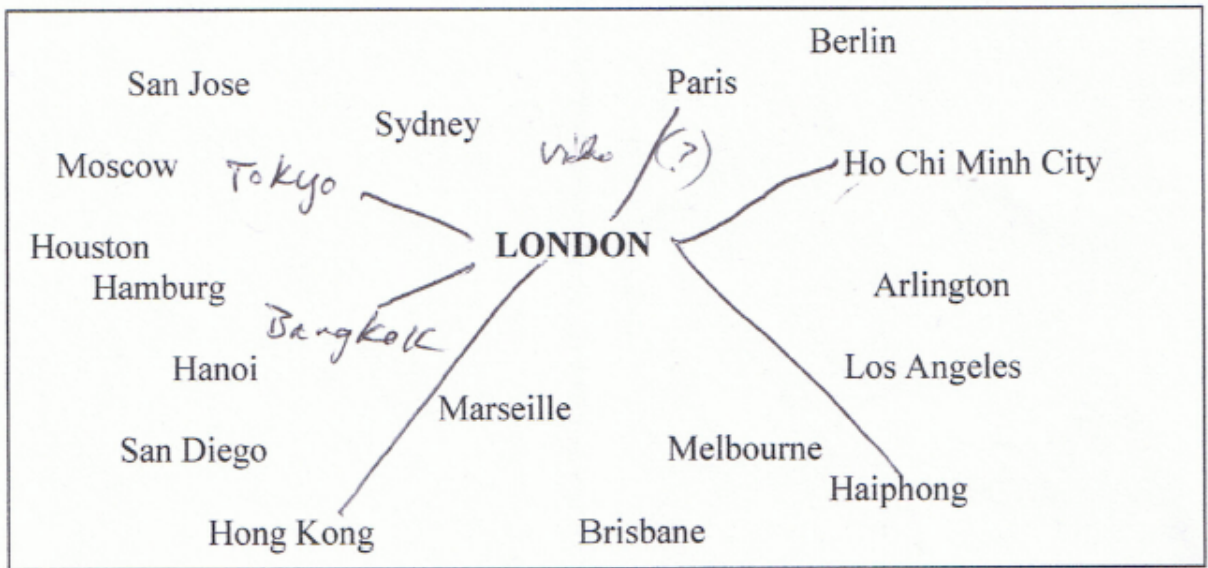 Berlin
San Jose
Paris
Sydney
video (?)
Moscow
Tokyo
Ho Chi Minh City
Houston
LONDON
Hamburg
Arlington
Bangkok
Hanoi
Los Angeles
Marseille
San Diego
Melbourne
Haiphong
Hong Kong
Brisbane